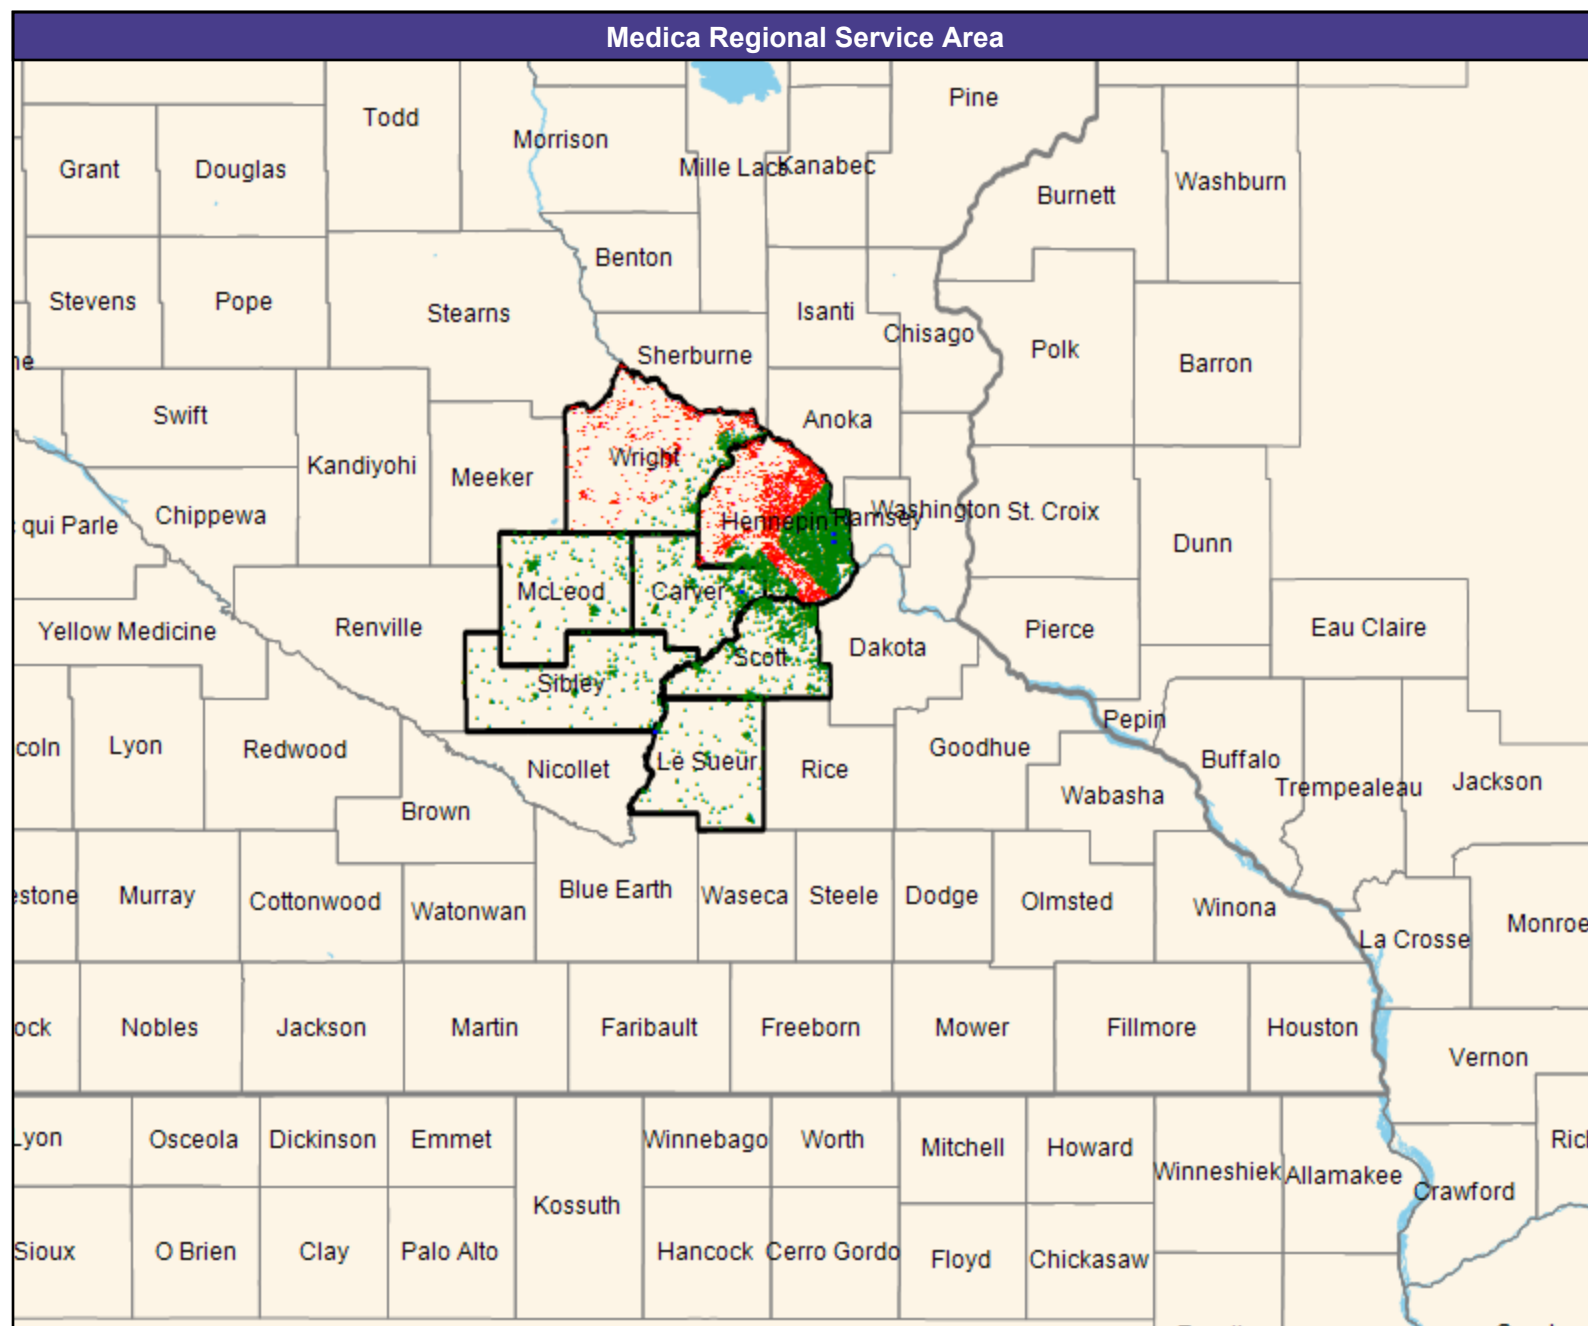 Medica Regional Service Area
Pine
Todd
Morrison
Grant
Douglas
Mille Lacs
Kanabec
Washburn
Burnett
Benton
Stevens
Pope
Stearns
Isanti
Chisago
Sherburne
Polk
Barron
ne
Swift
Anoka
Wright
Kandiyohi
Meeker
Hennepin
Ramsey
Washington
St. Croix
qui Parle
Chippewa
Dunn
McLeod
Carver
Yellow Medicine
Renville
Pierce
Eau Claire
Dakota
Scott
Sibley
Pepin
coln
Lyon
Redwood
Goodhue
Buffalo
Nicollet
Le Sueur
Rice
Wabasha
Trempealeau
Jackson
Brown
estone
Murray
Cottonwood
Watonwan
Blue Earth
Waseca
Steele
Dodge
Olmsted
Winona
La Crosse
Monroe
ock
Nobles
Jackson
Martin
Faribault
Freeborn
Mower
Fillmore
Houston
Vernon
Lyon
Osceola
Dickinson
Emmet
Winnebago
Worth
Mitchell
Howard
Winneshiek
Allamakee
Crawford
Rich
Kossuth
Sioux
O Brien
Clay
Palo Alto
Hancock
Cerro Gordo
Floyd
Chickasaw